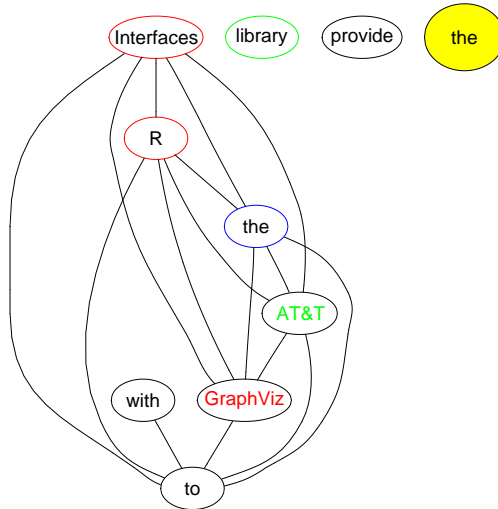 Interfaces library provide the
R
the
AT&T
with GraphViz
to